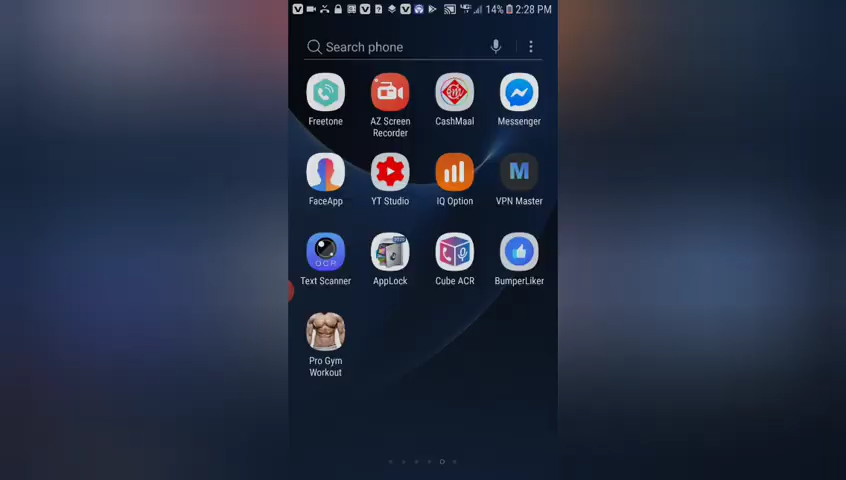 14% 2:28 PM
Search phone
Freetone
AZ Screen
Recorder
CashMaal
Messenger
FaceApp
YT Studio
IQ Option
M
VPN Master
OCR
Text Scanner
AppLock
Cube ACR
BumperLiker
Pro Gym
Workout